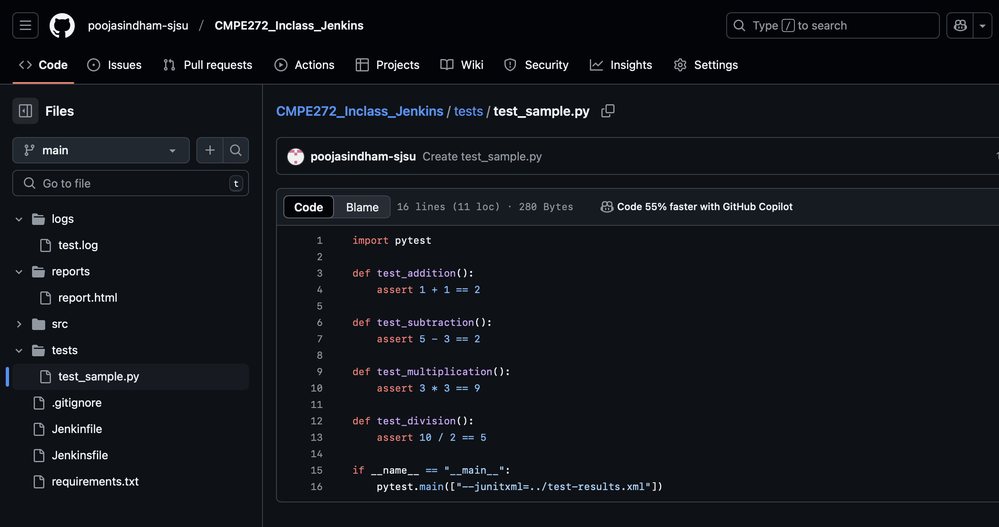 poojasindham-sjsu / CMPE272_Inclass_Jenkins
Type / to search
Code Issues Pull requests Actions Projects Wiki Security Insights Settings
Files
main
Go to file t
logs
test.log
reports
report.html
src
tests
test_sample.py
.gitignore
Jenkinfile
Jenkinsfile
requirements.txt
CMPE272_Inclass_Jenkins / tests / test_sample.py
poojasindham-sjsu Create test_sample.py
Code Blame 16 lines (11 loc) · 280 Bytes Code 55% faster with GitHub Copilot
1 import pytest
2
3 def test_addition():
4     assert 1 + 1 == 2
5
6 def test_subtraction():
7     assert 5 - 3 == 2
8
9 def test_multiplication():
10     assert 3 * 3 == 9
11
12 def test_division():
13     assert 10 / 2 == 5
14
15 if __name__ == "__main__":
16     pytest.main(["--junitxml=../test-results.xml"])